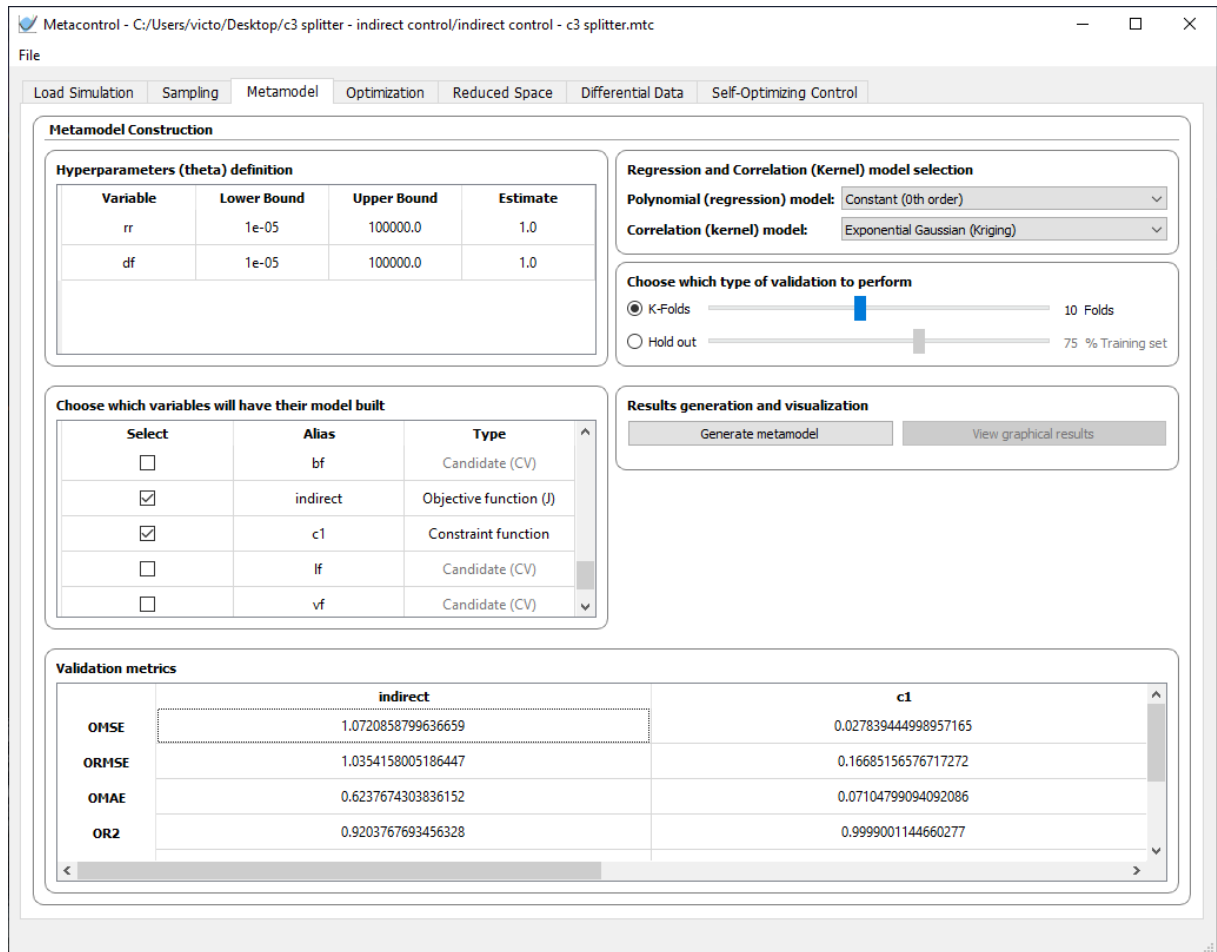 Metacontrol - C:/Users/victo/Desktop/c3 splitter - indirect control/indirect control - c3 splitter.mtc
File
Load Simulation Sampling Metamodel Optimization Reduced Space Differential Data Self-Optimizing Control
Metamodel Construction
Hyperparameters (theta) definition
Variable Lower Bound Upper Bound Estimate
rr 1e-05 100000.0 1.0
df 1e-05 100000.0 1.0
Regression and Correlation (Kernel) model selection
Polynomial (regression) model: Constant (0th order)
Correlation (kernel) model: Exponential Gaussian (Kriging)
Choose which type of validation to perform
K-Folds 10 Folds
Hold out 75 % Training set
Choose which variables will have their model built
Select Alias Type
bf Candidate (CV)
indirect Objective function (J)
c1 Constraint function
lf Candidate (CV)
vf Candidate (CV)
Results generation and visualization
Generate metamodel View graphical results
Validation metrics
indirect c1
OMSE 1.0720858799636659 0.027839444998957165
ORMSE 1.0354158005186447 0.16685156576717272
OMAE 0.6237674303836152 0.07104799094092086
OR2 0.9203767693456328 0.9999001144660277